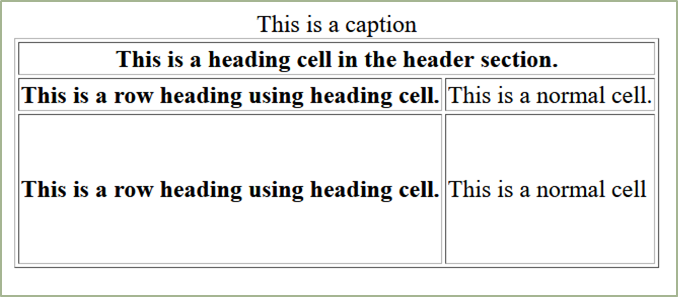 This is a caption
This is a heading cell in the header section.
This is a row heading using heading cell. This is a normal cell.
This is a row heading using heading cell. This is a normal cell